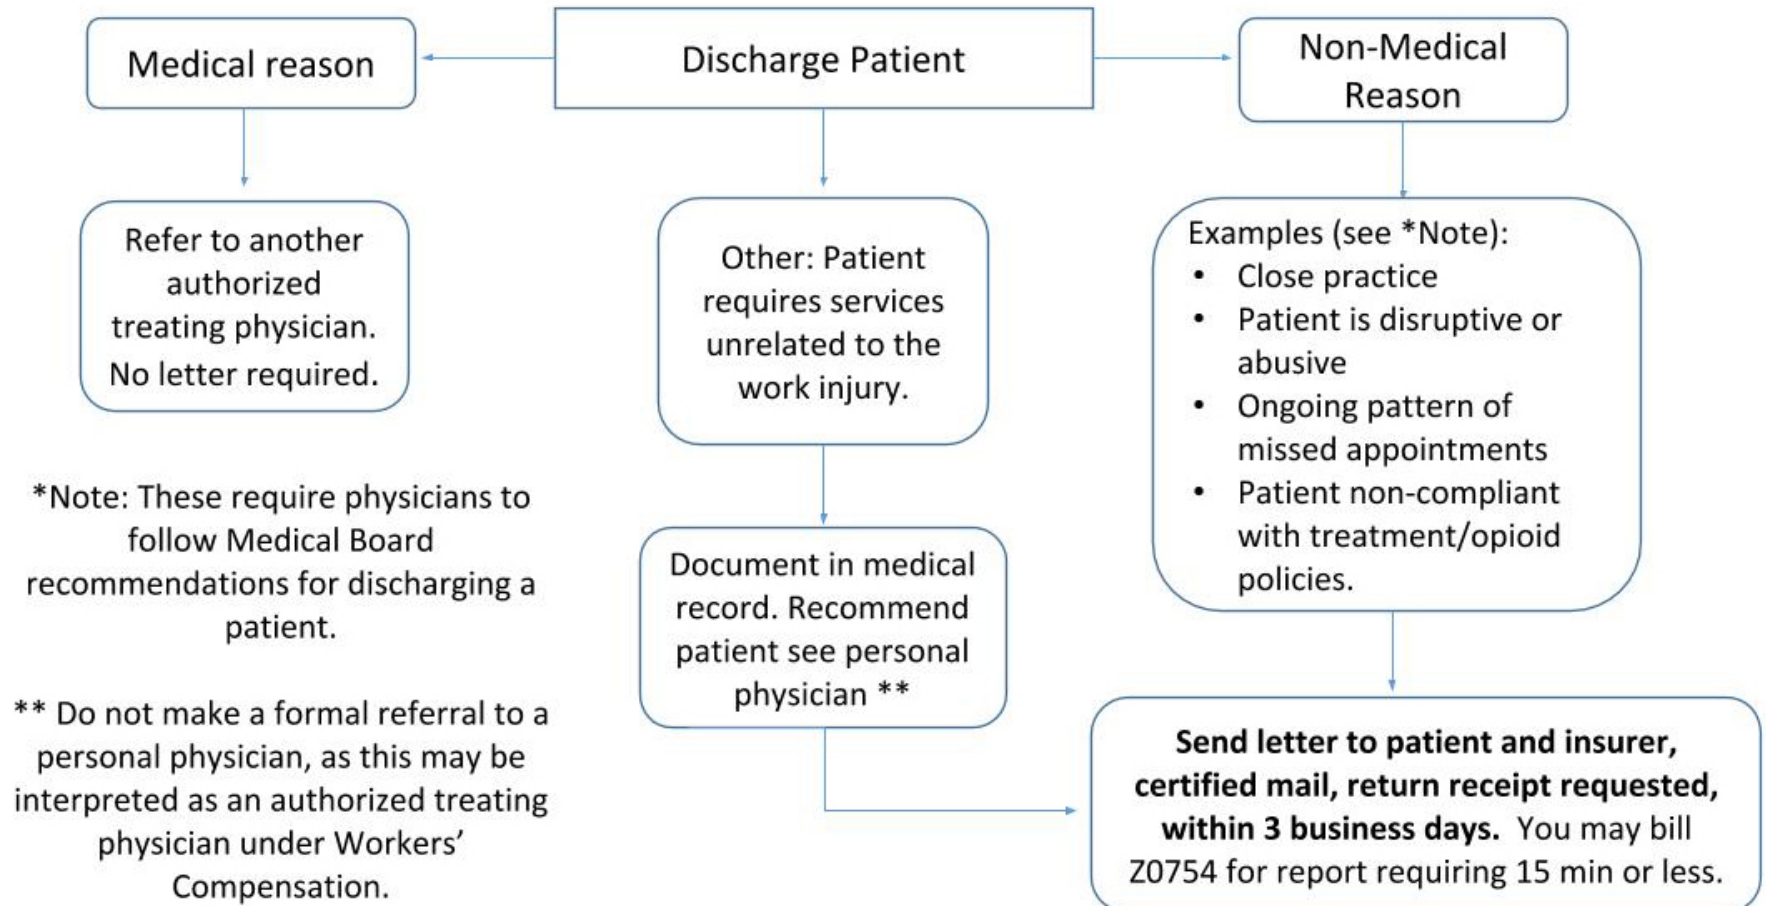 Medical reason
Discharge Patient
Non-Medical
Reason
Refer to another
authorized
treating physician.
No letter required.
Other: Patient
requires services
unrelated to the
work injury.
Examples (see *Note):
• Close practice
• Patient is disruptive or
abusive
• Ongoing pattern of
missed appointments
• Patient non-compliant
with treatment/opioid
policies.
*Note: These require physicians to
follow Medical Board
recommendations for discharging a
patient.
Document in medical
record. Recommend
patient see personal
physician **
** Do not make a formal referral to a
personal physician, as this may be
interpreted as an authorized treating
physician under Workers’
Compensation.
Send letter to patient and insurer,
certified mail, return receipt requested,
within 3 business days. You may bill
Z0754 for report requiring 15 min or less.